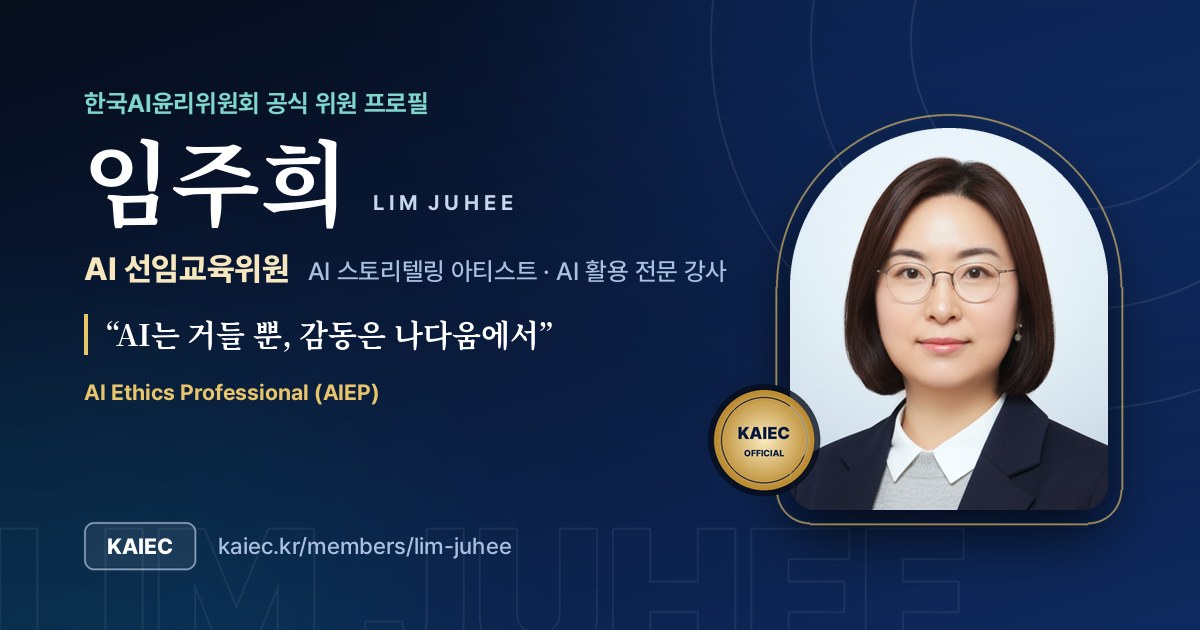 한국AI윤리위원회 공식 위원 프로필
임주희 LIM JUHEE
AI 선임교육위원 AI 스토리텔링 아티스트 · AI 활용 전문 강사
“AI는 거들 뿐, 감동은 나다움에서”
AI Ethics Professional (AIEP)
KAIEC
OFFICIAL
KAIEC kaiec.kr/members/lim-juhee
LIM JUHEE